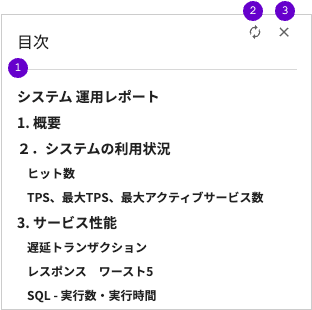 2 3
目次
1
システム 運用レポート
1. 概要
２．システムの利用状況
ヒット数
TPS、最大TPS、最大アクティブサービス数
3. サービス性能
遅延トランザクション
レスポンス　ワースト5
SQL - 実行数・実行時間